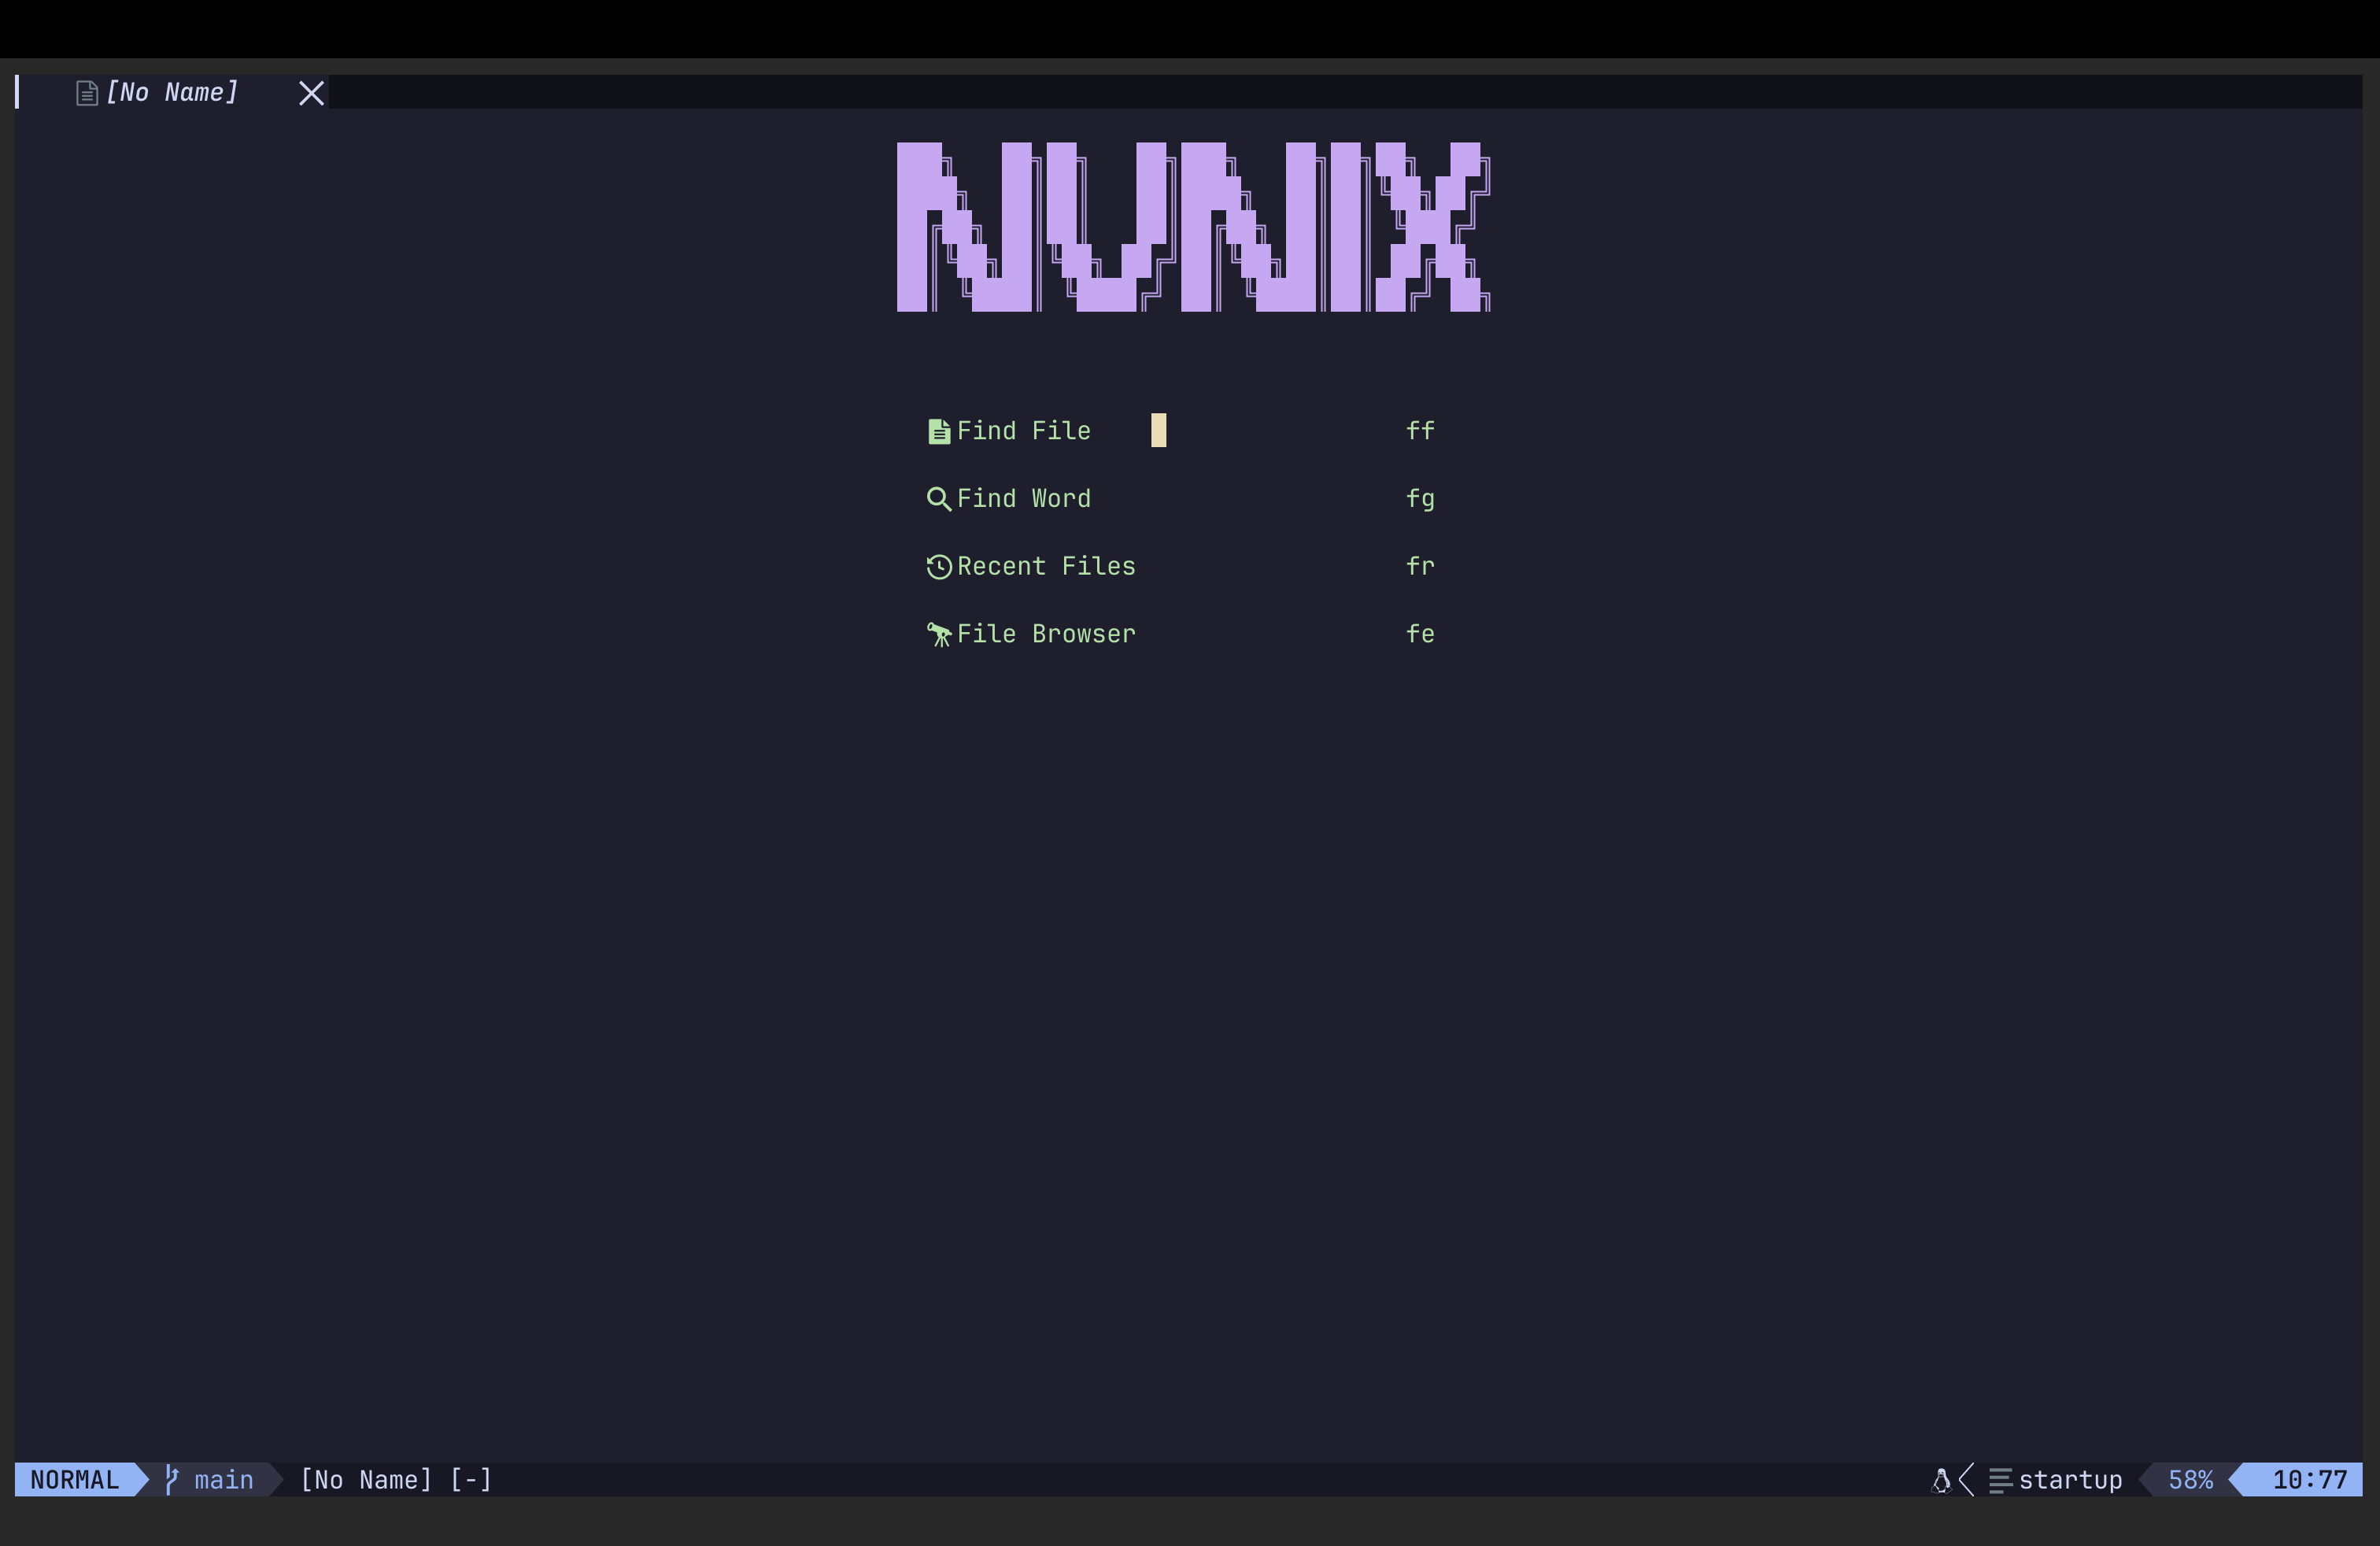 [No Name]
NUNIX
Find File ff
Find Word fg
Recent Files fr
File Browser fe
NORMAL main [No Name] [-] startup 58% 10:77